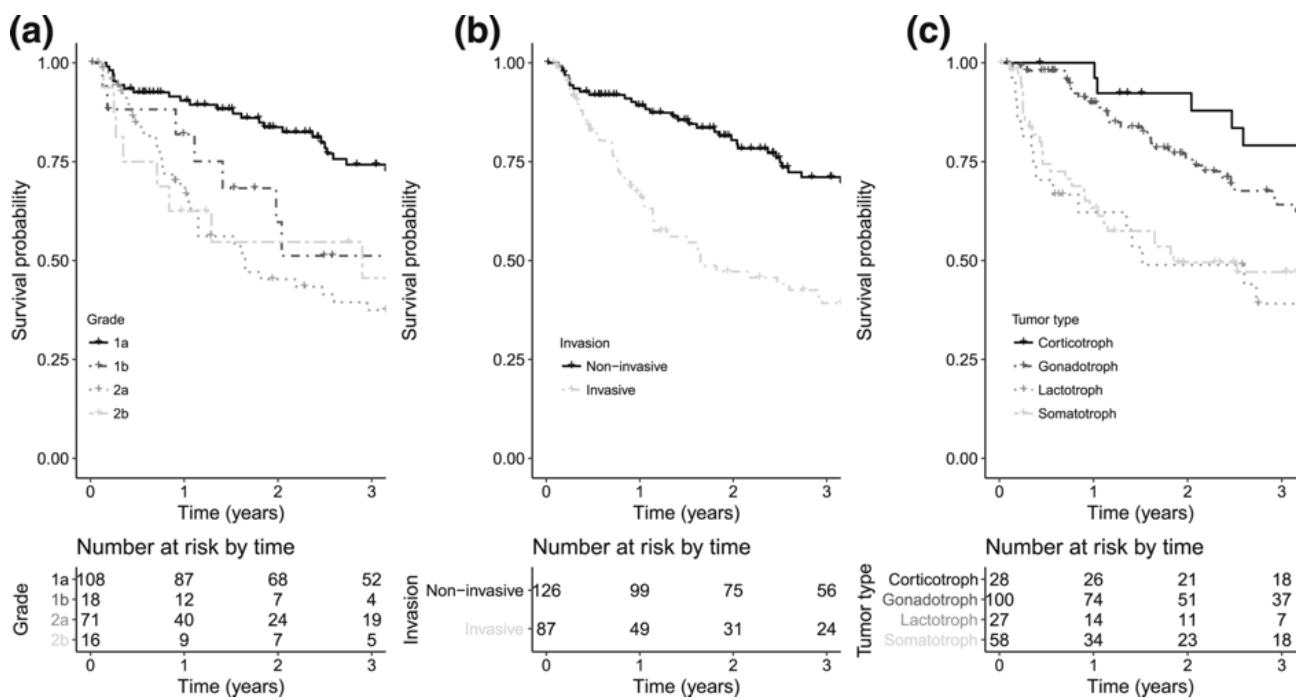 (a)
Survival probability
1.00
0.75
0.50
0.25
0.00
Grade
1a
1b
2a
2b
0 1 2 3
Time (years)
Number at risk by time
Grade
1a 108 87 68 52
1b 18 12 7 4
2a 71 40 24 19
2b 16 9 7 5
0 1 2 3
Time (years)
(b)
Survival probability
1.00
0.75
0.50
0.25
0.00
Invasion
Non−invasive
Invasive
0 1 2 3
Time (years)
Number at risk by time
Invasion
Non−invasive 126 99 75 56
Invasive 87 49 31 24
0 1 2 3
Time (years)
(c)
Survival probability
1.00
0.75
0.50
0.25
0.00
Tumor type
Corticotroph
Gonadotroph
Lactotroph
Somatotroph
0 1 2 3
Time (years)
Number at risk by time
Tumor type
Corticotroph 28 26 21 18
Gonadotroph 100 74 51 37
Lactotroph 27 14 11 7
Somatotroph 58 34 23 18
0 1 2 3
Time (years)